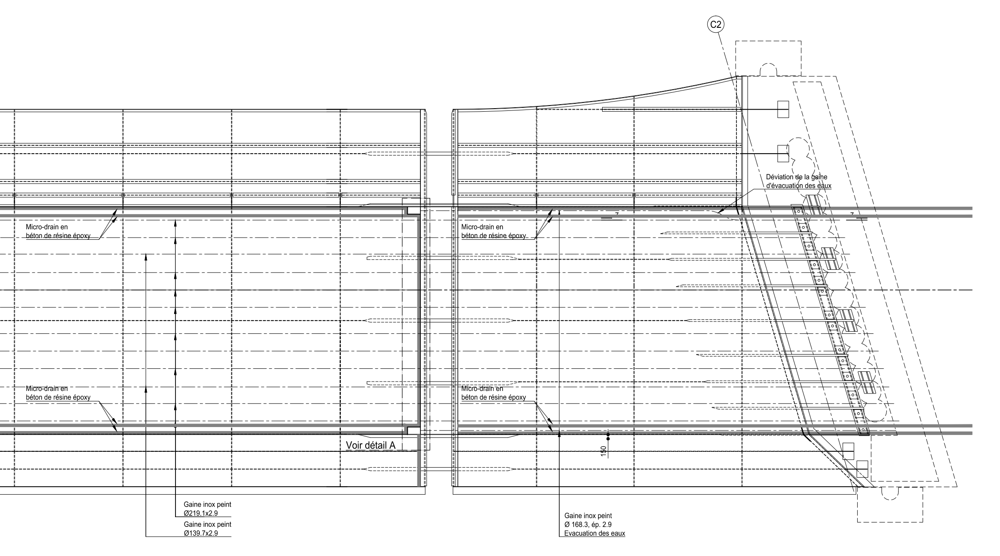 C2
Déviation de la gaine
d'évacuation des eaux
Micro-drain en
béton de résine époxy
Micro-drain en
béton de résine époxy
Micro-drain en
béton de résine époxy
Micro-drain en
béton de résine époxy
Voir détail A
150
Gaine inox peint
Ø219.1x2.9
Gaine inox peint
Ø139.7x2.9
Gaine inox peint
Ø 168.3, ép. 2.9
Evacuation des eaux